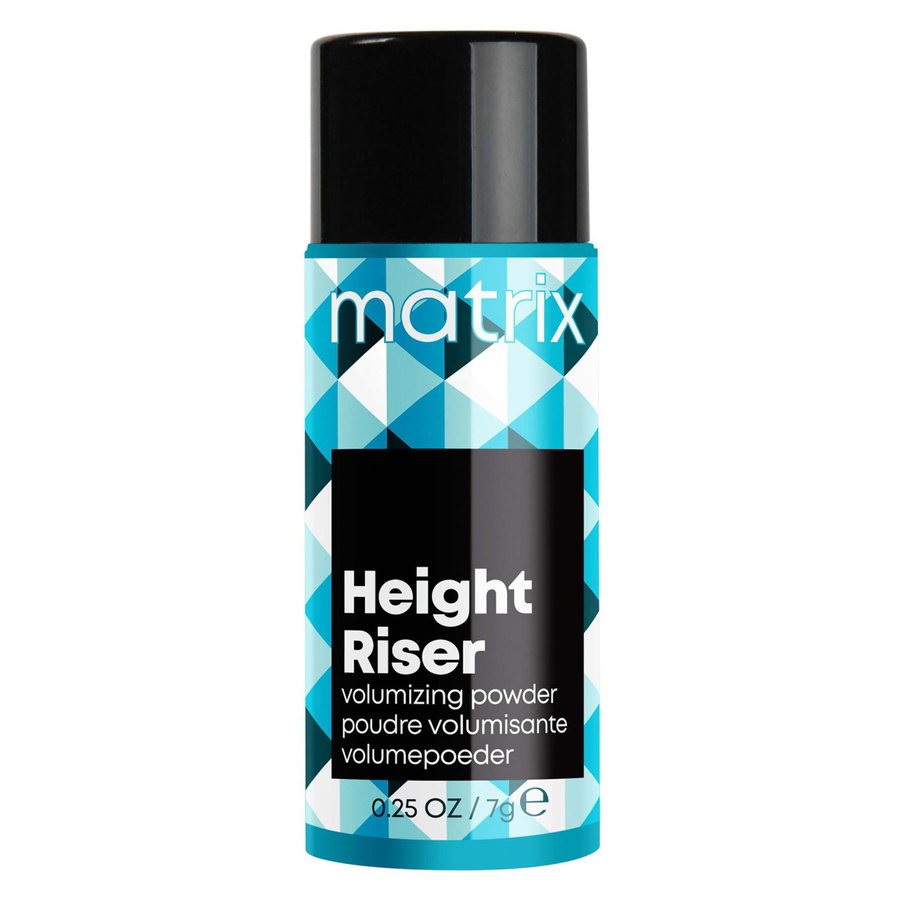 matrix
Height
Riser
volumizing powder
poudre volumisante
volumepoeder
0.25 OZ / 7g ℮